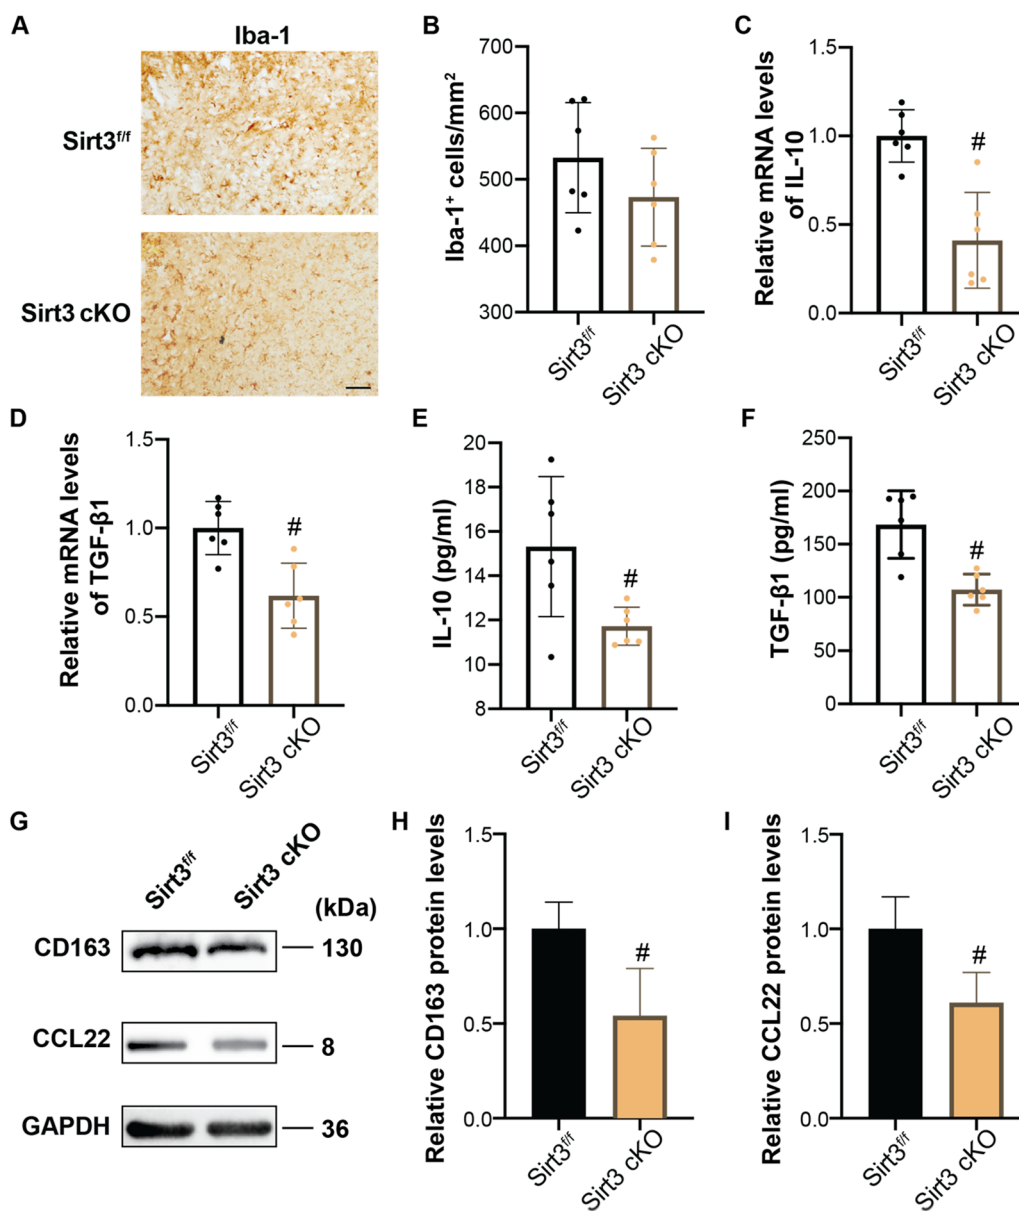 A
Iba-1
Sirt3f/f
Sirt3 cKO
B
Iba-1+ cells/mm2
700
600
500
400
300
Sirt3f/f
Sirt3 cKO
C
Relative mRNA levels
of IL-10
1.5
1.0
0.5
0.0
#
Sirt3f/f
Sirt3 cKO
D
Relative mRNA levels
of TGF-β1
1.5
1.0
0.5
0.0
#
Sirt3f/f
Sirt3 cKO
E
IL-10 (pg/ml)
20
18
16
14
12
10
8
#
Sirt3f/f
Sirt3 cKO
F
TGF-β1 (pg/ml)
250
200
150
100
50
0
#
Sirt3f/f
Sirt3 cKO
G
Sirt3f/f
Sirt3 cKO
(kDa)
CD163
130
CCL22
8
GAPDH
36
H
Relative CD163 protein levels
1.5
1.0
0.5
0.0
#
Sirt3f/f
Sirt3 cKO
I
Relative CCL22 protein levels
1.5
1.0
0.5
0.0
#
Sirt3f/f
Sirt3 cKO